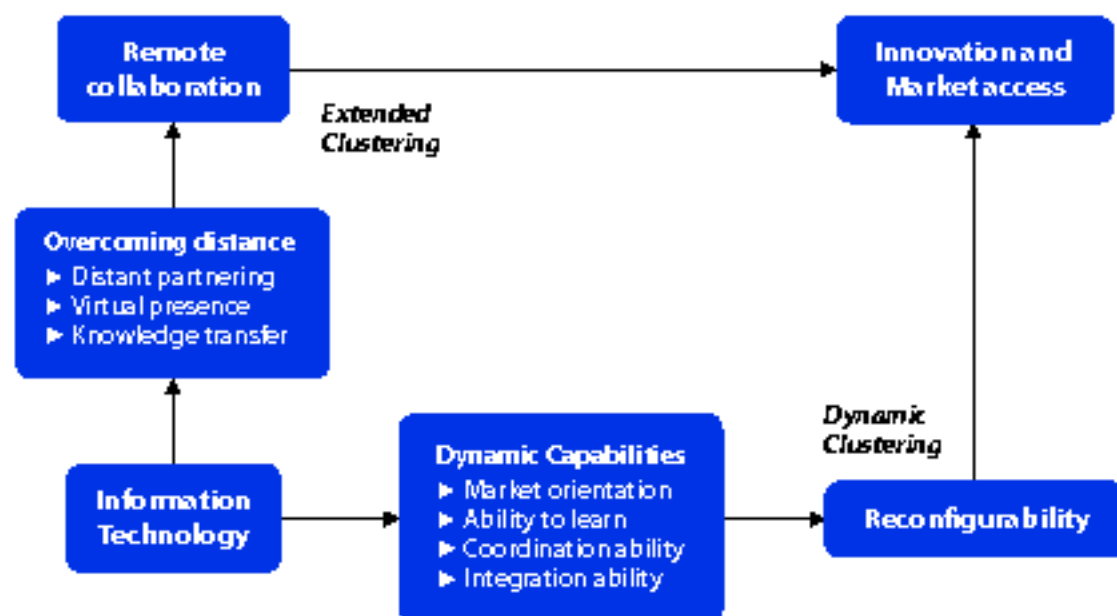 Remote
collaboration
Innovation and
Market access
Extended
Clustering
Overcoming distance
► Distant partnering
► Virtual presence
► Knowledge transfer
Dynamic
Clustering
Information
Technology
Dynamic Capabilities
► Market orientation
► Ability to learn
► Coordination ability
► Integration ability
Reconfigurability